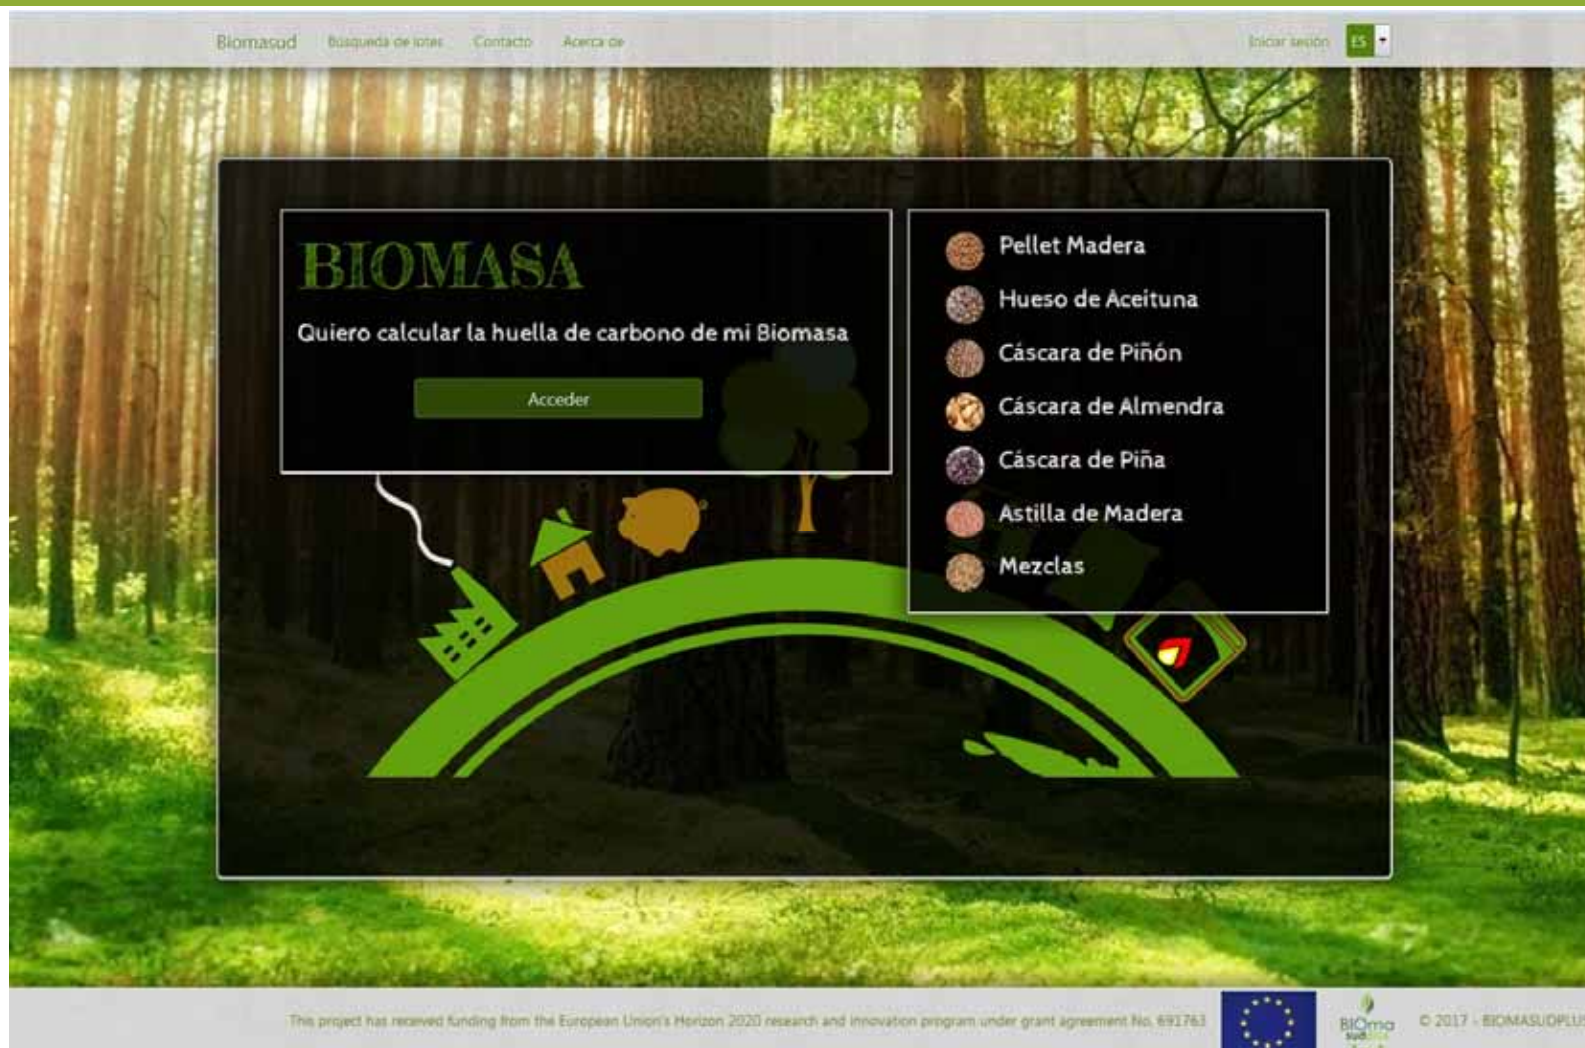 Biomasud Búsqueda de lotes Contacto Acerca de Iniciar sesión ES
BIOMASA
Quiero calcular la huella de carbono de mi Biomasa
Acceder
Pellet Madera
Hueso de Aceituna
Cáscara de Piñón
Cáscara de Almendra
Cáscara de Piña
Astilla de Madera
Mezclas
This project has received funding from the European Union's Horizon 2020 research and innovation program under grant agreement No. 691763
BIOma
sud
© 2017 - BIOMASUDPLUS